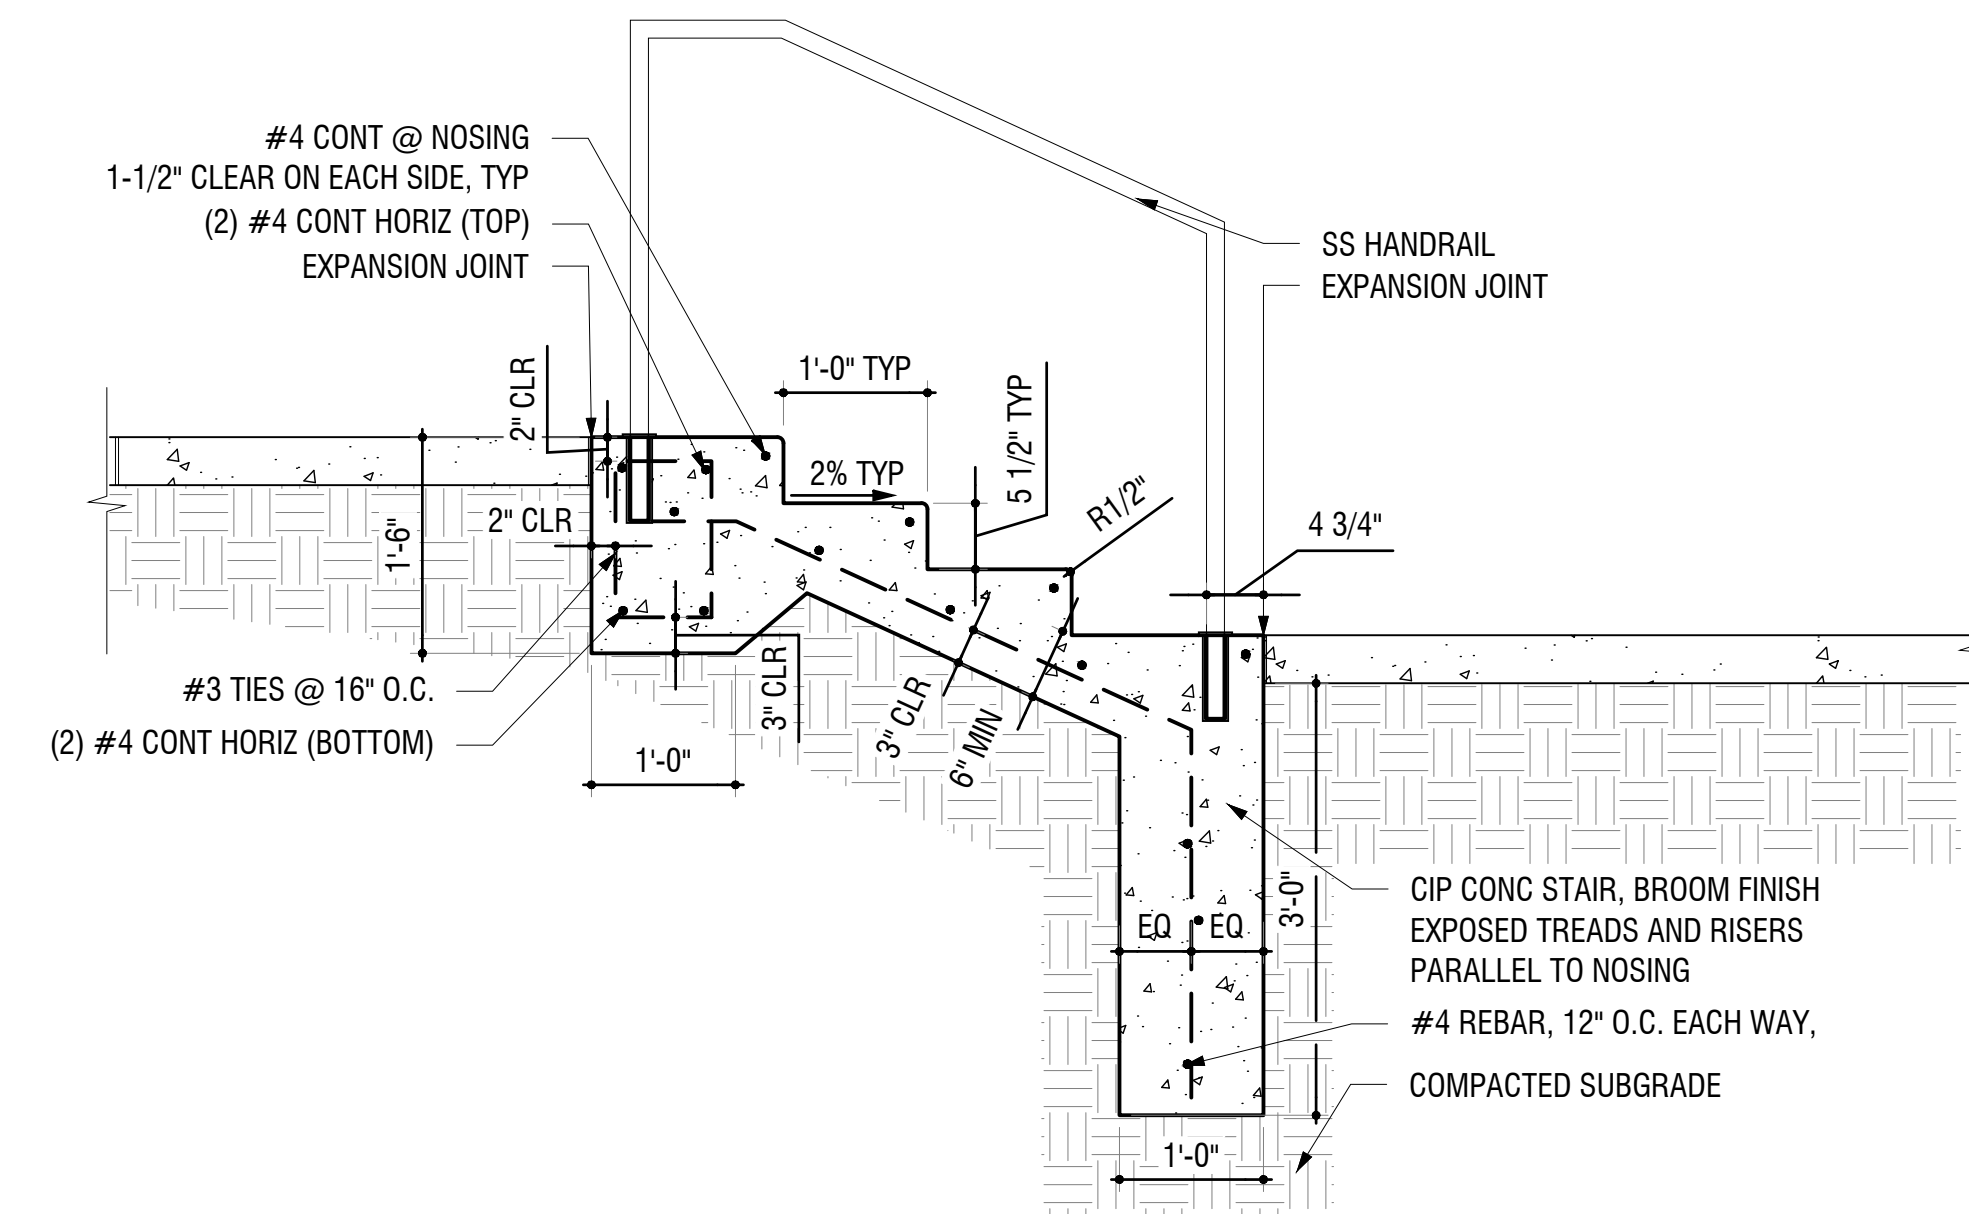 #4 CONT @ NOSING
1-1/2" CLEAR ON EACH SIDE, TYP
(2) #4 CONT HORIZ (TOP)
EXPANSION JOINT
SS HANDRAIL
EXPANSION JOINT
2" CLR
1'-0" TYP
5 1/2" TYP
2% TYP
R1/2"
2" CLR
1'-6"
4 3/4"
#3 TIES @ 16" O.C.
(2) #4 CONT HORIZ (BOTTOM)
3" CLR
1'-0"
3" CLR
6" MIN
3'-0"
CIP CONC STAIR, BROOM FINISH
EXPOSED TREADS AND RISERS
PARALLEL TO NOSING
EQ
EQ
#4 REBAR, 12" O.C. EACH WAY,
COMPACTED SUBGRADE
1'-0"